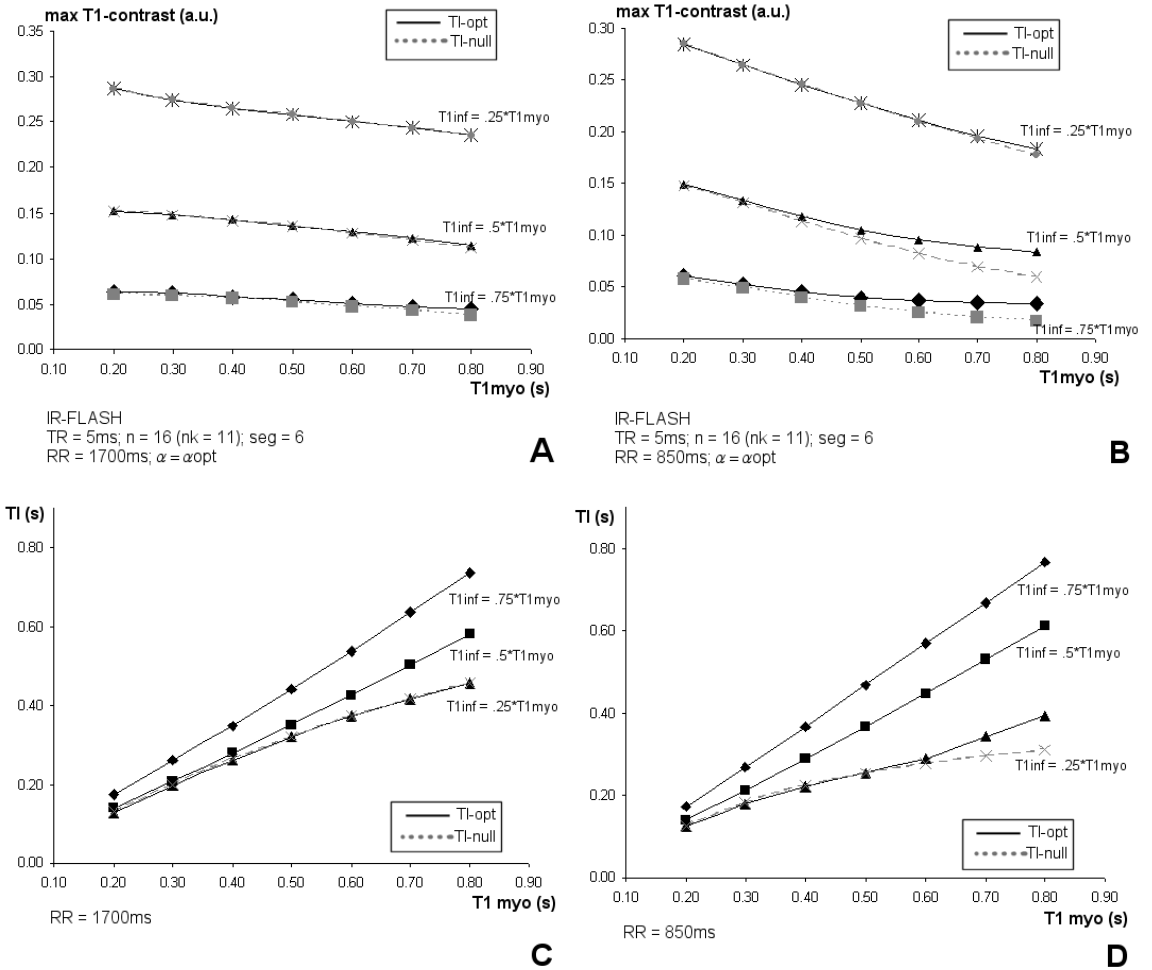 max T1-contrast (a.u.)
0.35
0.30
0.25
0.20
0.15
0.10
0.05
0.00
TI-opt
TI-null
T1inf = .25*T1myo
T1inf = .5*T1myo
T1inf = .75*T1myo
0.10 0.20 0.30 0.40 0.50 0.60 0.70 0.80 0.90
T1myo (s)
IR-FLASH
TR = 5ms; n = 16 (nk = 11); seg = 6
RR = 1700ms; α = αopt
A
max T1-contrast (a.u.)
0.30
0.25
0.20
0.15
0.10
0.05
0.00
TI-opt
TI-null
T1inf = .25*T1myo
T1inf = .5*T1myo
T1inf = .75*T1myo
0.10 0.20 0.30 0.40 0.50 0.60 0.70 0.80 0.90
T1myo (s)
IR-FLASH
TR = 5ms; n = 16 (nk = 11); seg = 6
RR = 850ms; α = αopt
B
TI (s)
0.80
0.60
0.40
0.20
0.00
T1inf = .75*T1myo
T1inf = .5*T1myo
T1inf = .25*T1myo
TI-opt
TI-null
0.10 0.20 0.30 0.40 0.50 0.60 0.70 0.80 0.90
T1 myo (s)
RR = 1700ms
C
TI (s)
0.80
0.60
0.40
0.20
0.00
T1inf = .75*T1myo
T1inf = .5*T1myo
T1inf = .25*T1myo
TI-opt
TI-null
0.10 0.20 0.30 0.40 0.50 0.60 0.70 0.80 0.90
T1 myo (s)
RR = 850ms
D